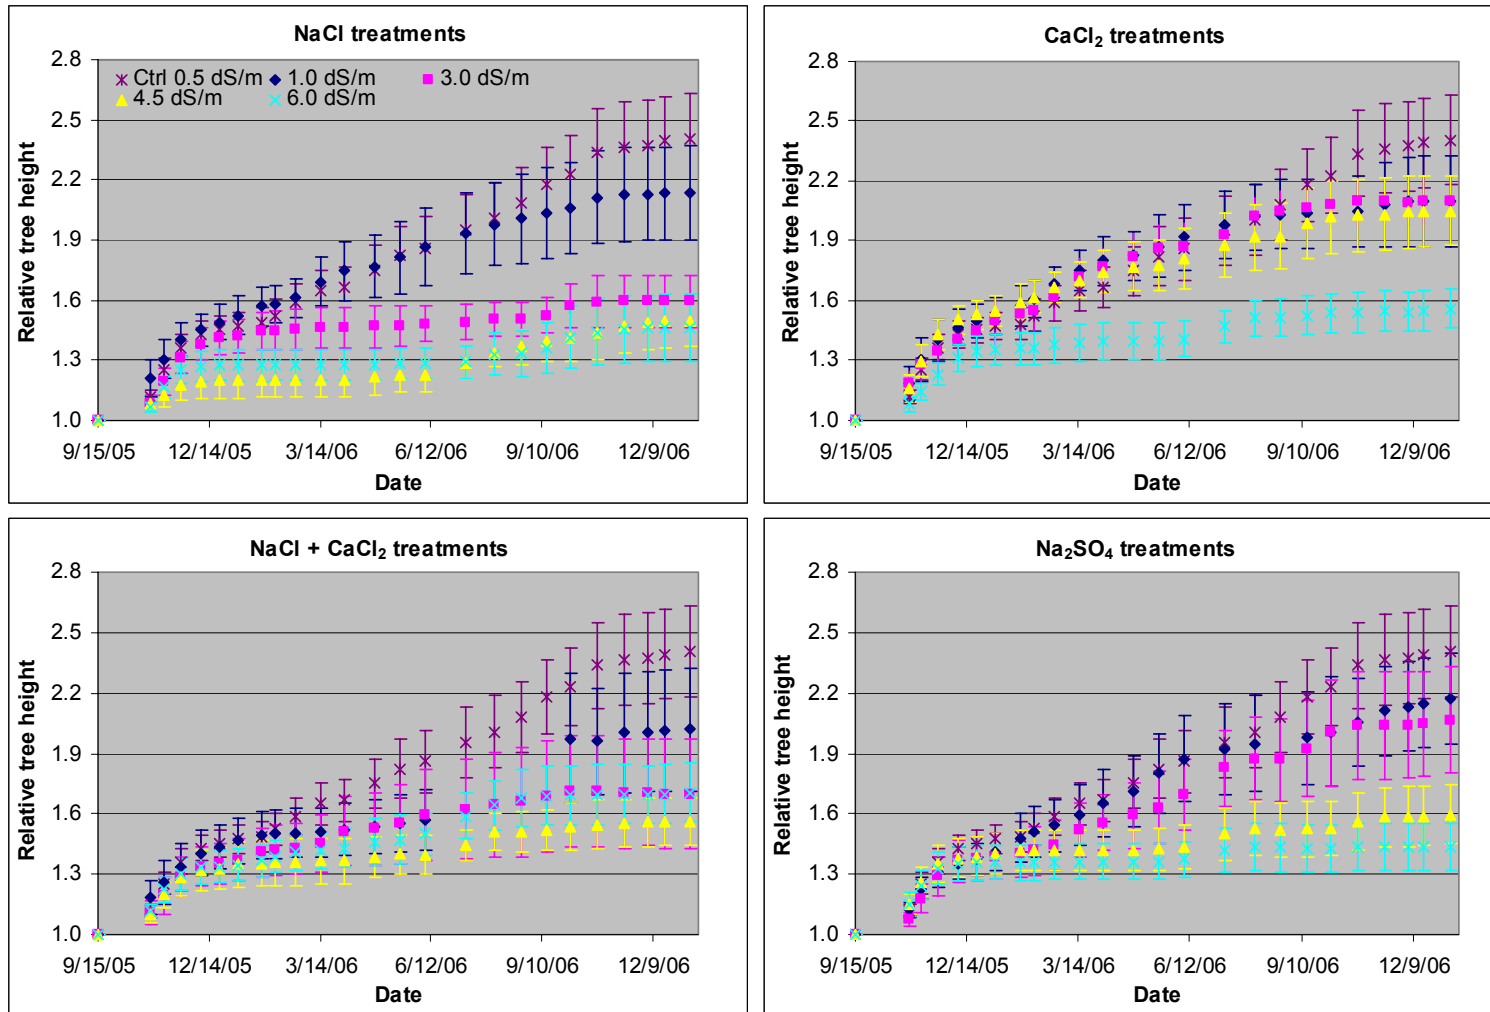 NaCl treatments
2.8
2.5
2.2
1.9
1.6
1.3
1.0
Relative tree height
Ctrl 0.5 dS/m 1.0 dS/m 3.0 dS/m
4.5 dS/m 6.0 dS/m
9/15/05 12/14/05 3/14/06 6/12/06 9/10/06 12/9/06
Date
CaCl₂ treatments
2.8
2.5
2.2
1.9
1.6
1.3
1.0
Relative tree height
9/15/05 12/14/05 3/14/06 6/12/06 9/10/06 12/9/06
Date
NaCl + CaCl₂ treatments
2.8
2.5
2.2
1.9
1.6
1.3
1.0
Relative tree height
9/15/05 12/14/05 3/14/06 6/12/06 9/10/06 12/9/06
Date
Na₂SO₄ treatments
2.8
2.5
2.2
1.9
1.6
1.3
1.0
Relative tree height
9/15/05 12/14/05 3/14/06 6/12/06 9/10/06 12/9/06
Date